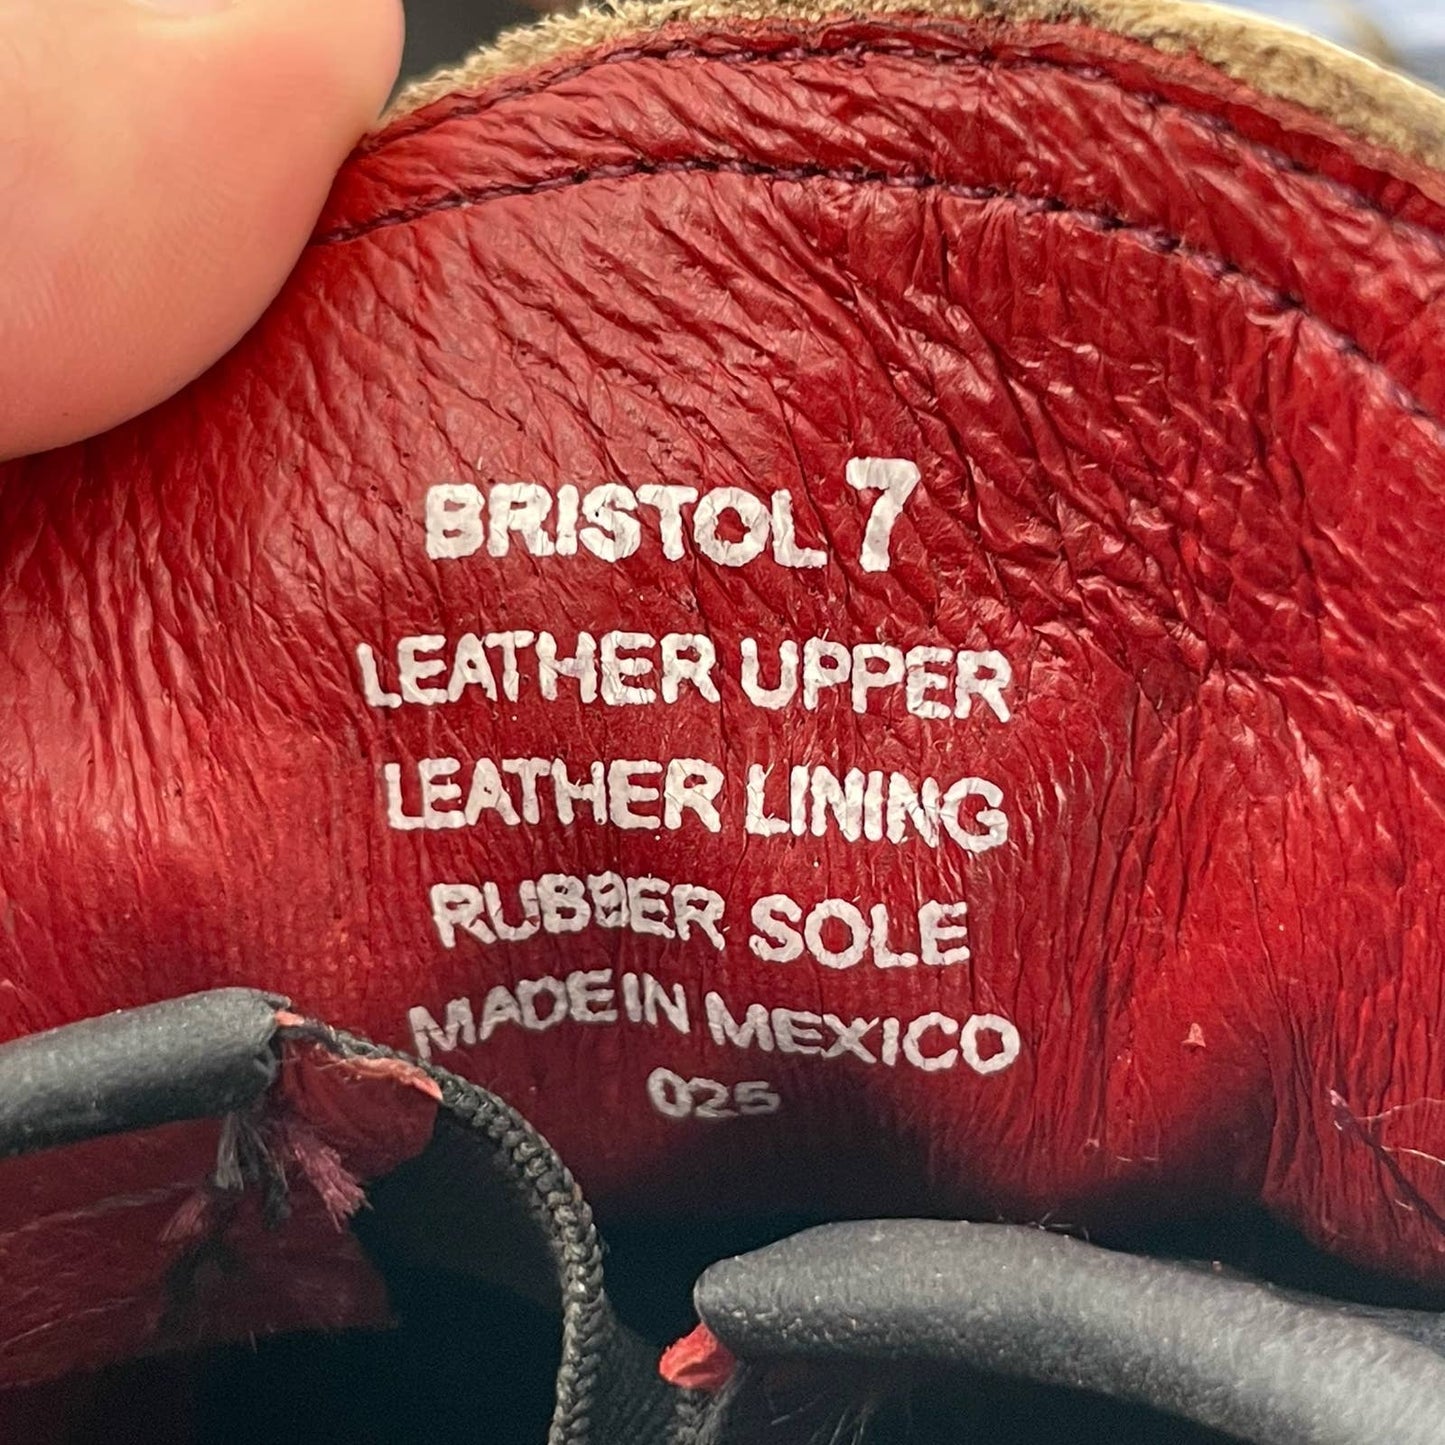 BRISTOL 7
LEATHER UPPER
LEATHER LINING
RUBBER SOLE
MADE IN MEXICO
025